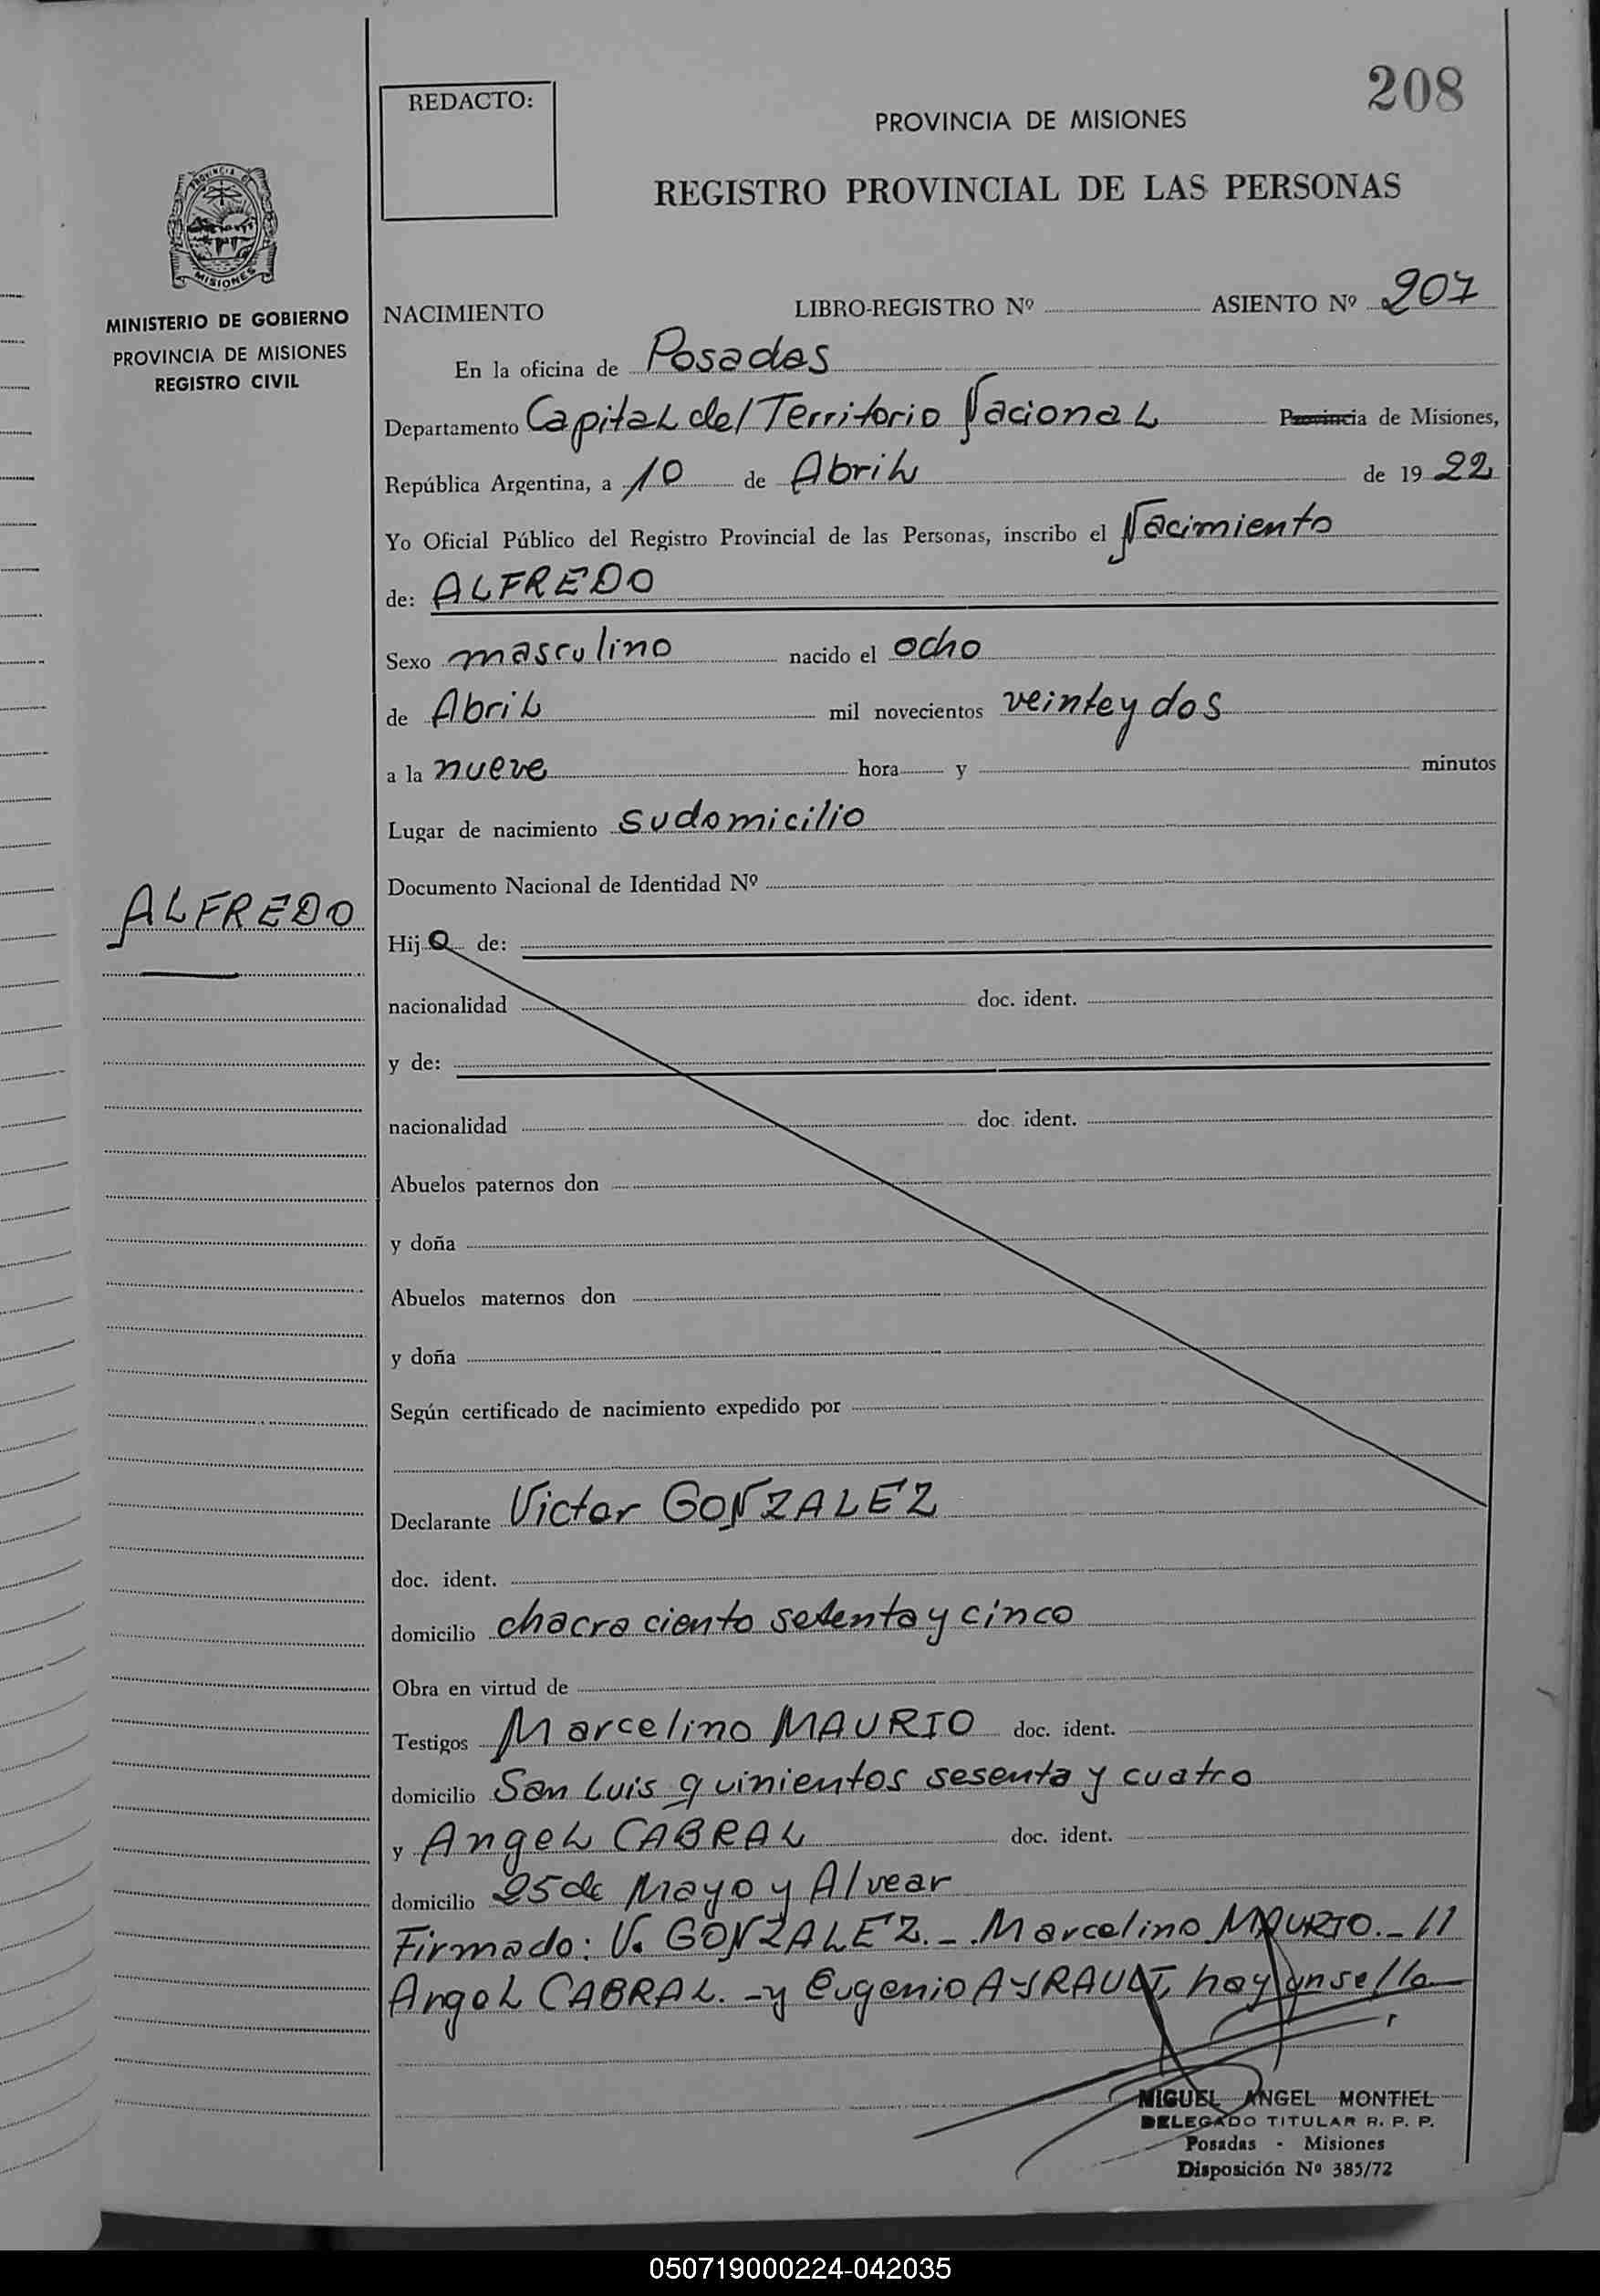 208
REDACTO:
PROVINCIA DE MISIONES
REGISTRO PROVINCIAL DE LAS PERSONAS
PROVINCIA DE
MISIONES
MINISTERIO DE GOBIERNO
PROVINCIA DE MISIONES
REGISTRO CIVIL
NACIMIENTO LIBRO-REGISTRO Nº ASIENTO Nº 207
En la oficina de Posadas
Departamento Capital del Territorio Nacional Provincia de Misiones,
República Argentina, a 10 de Abril de 1922
Yo Oficial Público del Registro Provincial de las Personas, inscribo el Nacimiento
de: ALFREDO
Sexo masculino nacido el ocho
de Abril mil novecientos veinte y dos
a la nueve hora y minutos
Lugar de nacimiento su domicilio
Documento Nacional de Identidad Nº
ALFREDO
Hijo de:
nacionalidad doc. ident.
y de:
nacionalidad doc. ident.
Abuelos paternos don
y doña
Abuelos maternos don
y doña
Según certificado de nacimiento expedido por
Declarante Victor GONZALEZ
doc. ident.
domicilio chacra ciento setenta y cinco
Obra en virtud de
Testigos Marcelino MAURIO doc. ident.
domicilio San Luis quinientos sesenta y cuatro
y Angel CABRAL doc. ident.
domicilio 25 de Mayo y Alvear
Firmado: V. GONZALEZ.-. Marcelino MAURIO.- //
Angel CABRAL.- y Eugenio AYRAULT, hay un sello
MIGUEL ANGEL MONTIEL
DELEGADO TITULAR R. P. P.
Posadas - Misiones
Disposición Nº 385/72
050719000224-042035